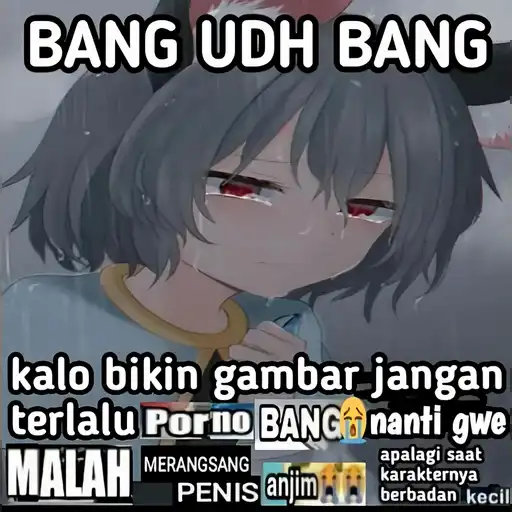 BANG UDH BANG
kalo bikin gambar jangan
terlalu Porno BANG😭 nanti gwe
MALAH MERANGSANG PENIS anjim😭😭 apalagi saat karakternya berbadan kecil